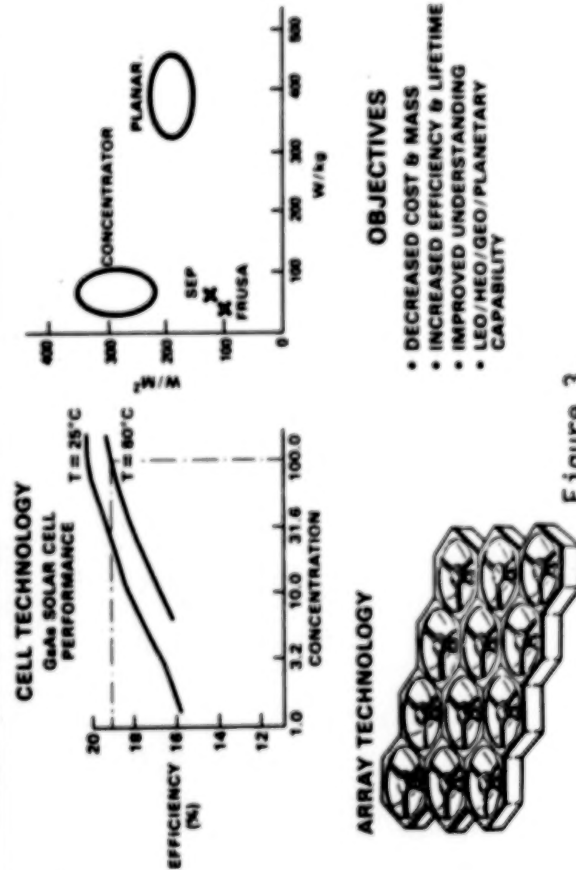 CELL TECHNOLOGY
GaAs SOLAR CELL
PERFORMANCE
EFFICIENCY
(%)
20
18
16
14
12
T = 25°C
T = 80°C
1.0
3.2
10.0
31.6
100.0
CONCENTRATION
W/M²
400
300
200
100
0
CONCENTRATOR
PLANAR
SEP
FRUSA
100
200
300
400
500
W/kg
ARRAY TECHNOLOGY
OBJECTIVES
• DECREASED COST & MASS
• INCREASED EFFICIENCY & LIFETIME
• IMPROVED UNDERSTANDING
• LEO/HEO/GEO/PLANETARY
CAPABILITY
Figure 3